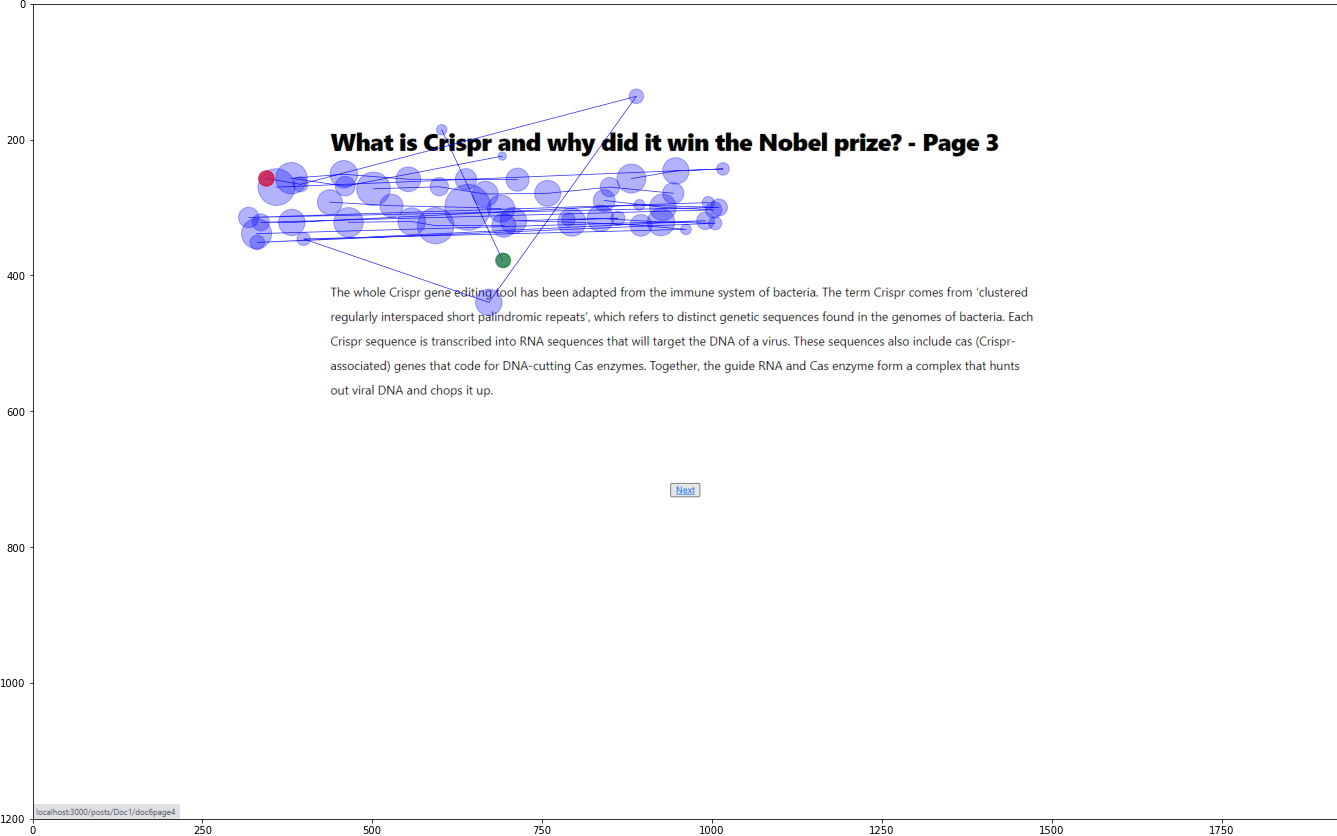 0
200
What is Crispr and why did it win the Nobel prize? - Page 3
400
The whole Crispr gene editing tool has been adapted from the immune system of bacteria. The term Crispr comes from ‘clustered
regularly interspaced short palindromic repeats’, which refers to distinct genetic sequences found in the genomes of bacteria. Each
Crispr sequence is transcribed into RNA sequences that will target the DNA of a virus. These sequences also include cas (Crispr-
associated) genes that code for DNA-cutting Cas enzymes. Together, the guide RNA and Cas enzyme form a complex that hunts
out viral DNA and chops it up.
600
Next
800
1000
localhost:3000/posts/Doc1/doc6page4
1200
0 250 500 750 1000 1250 1500 1750